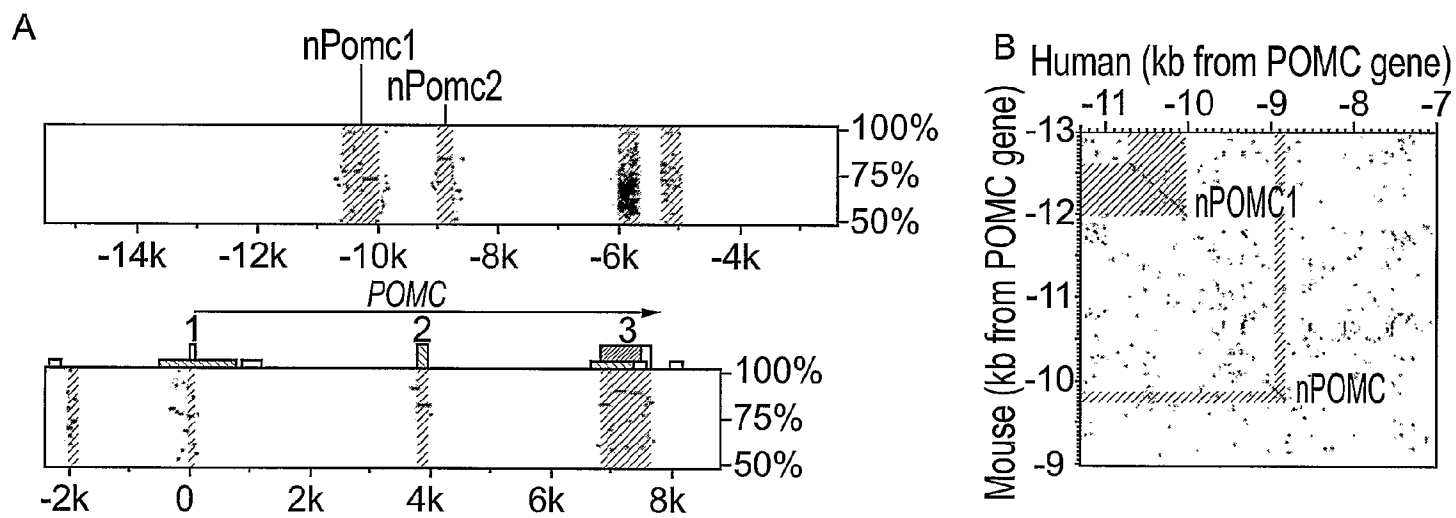 A
nPomc1
nPomc2
100%
75%
50%
-14k -12k -10k -8k -6k -4k
POMC
1 2 3
100%
75%
50%
-2k 0 2k 4k 6k 8k
B
Human (kb from POMC gene)
-11 -10 -9 -8 -7
Mouse (kb from POMC gene)
-13
-12
-11
-10
-9
nPOMC1
nPOMC